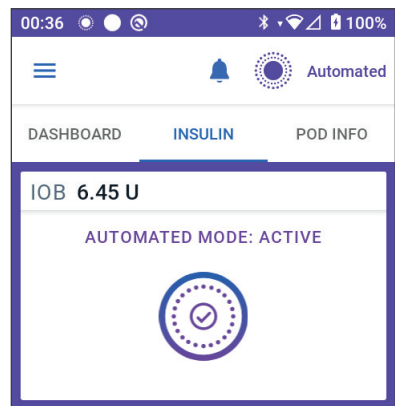 00:36 100%
Automated
DASHBOARD INSULIN POD INFO
IOB 6.45 U
AUTOMATED MODE: ACTIVE